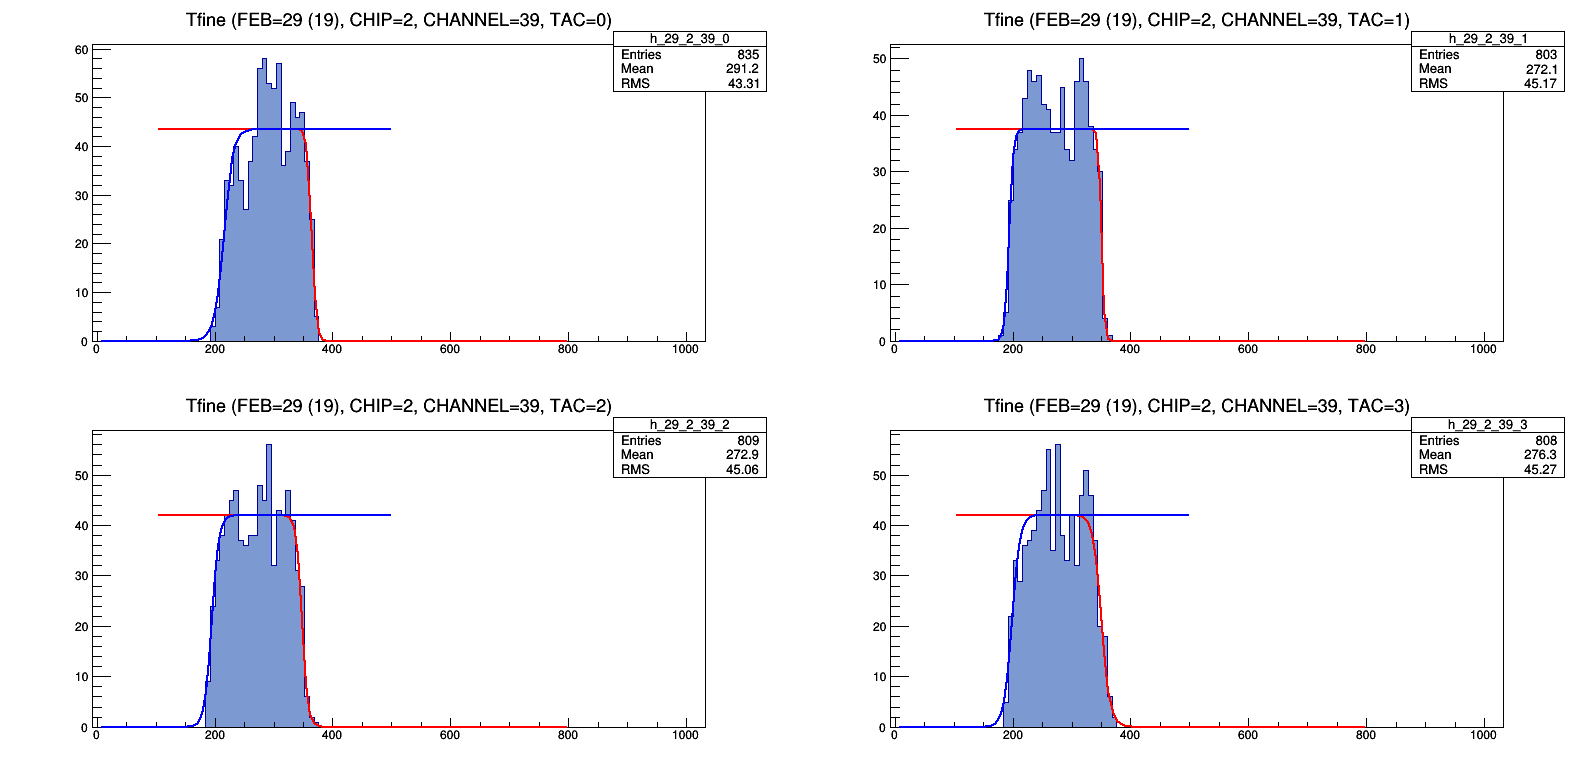 Tfine (FEB=29 (19), CHIP=2, CHANNEL=39, TAC=0)
h_29_2_39_0
Entries 835
Mean 291.2
RMS 43.31
60
50
40
30
20
10
0
0 200 400 600 800 1000
Tfine (FEB=29 (19), CHIP=2, CHANNEL=39, TAC=1)
h_29_2_39_1
Entries 803
Mean 272.1
RMS 45.17
50
40
30
20
10
0
0 200 400 600 800 1000
Tfine (FEB=29 (19), CHIP=2, CHANNEL=39, TAC=2)
h_29_2_39_2
Entries 809
Mean 272.9
RMS 45.06
50
40
30
20
10
0
0 200 400 600 800 1000
Tfine (FEB=29 (19), CHIP=2, CHANNEL=39, TAC=3)
h_29_2_39_3
Entries 808
Mean 276.3
RMS 45.27
50
40
30
20
10
0
0 200 400 600 800 1000